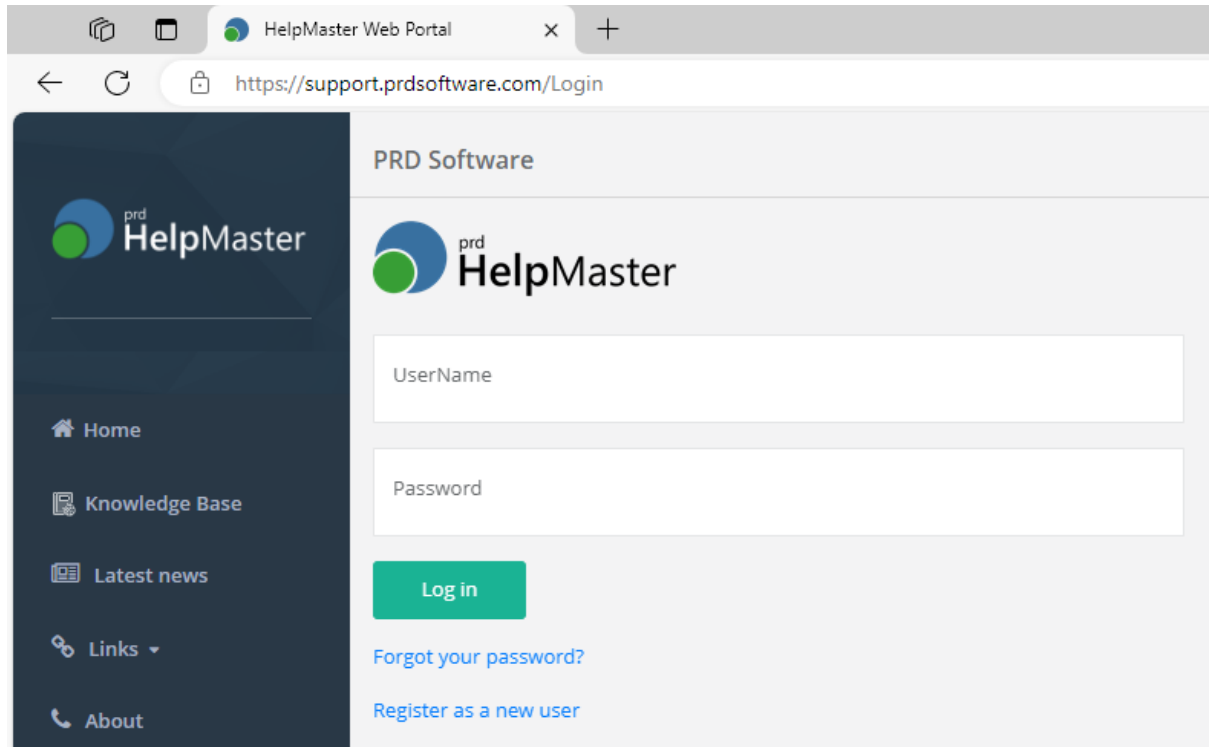 HelpMaster Web Portal
https://support.prdsoftware.com/Login
prd
HelpMaster
Home
Knowledge Base
Latest news
Links
About
PRD Software
prd
HelpMaster
UserName
Password
Log in
Forgot your password?
Register as a new user